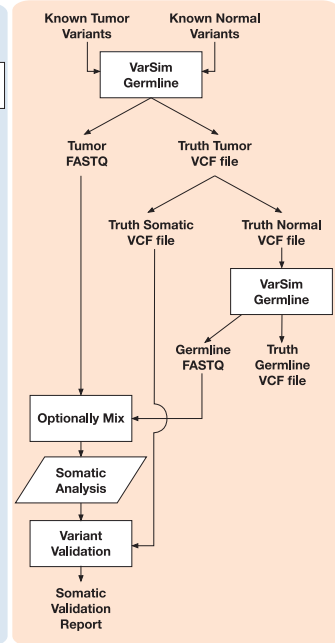 Known Tumor
Variants
Known Normal
Variants
VarSim
Germline
Tumor
FASTQ
Truth Tumor
VCF file
Truth Somatic
VCF file
Truth Normal
VCF file
VarSim
Germline
Germline
FASTQ
Truth
Germline
VCF file
Optionally Mix
Somatic
Analysis
Variant
Validation
Somatic
Validation
Report